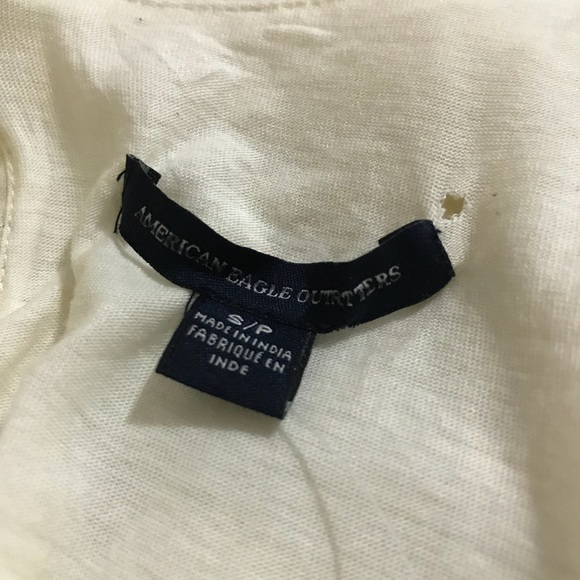 AMERICAN EAGLE OUTFITTERS
S/P
MADE IN INDIA
FABRIQUÉ EN
INDE